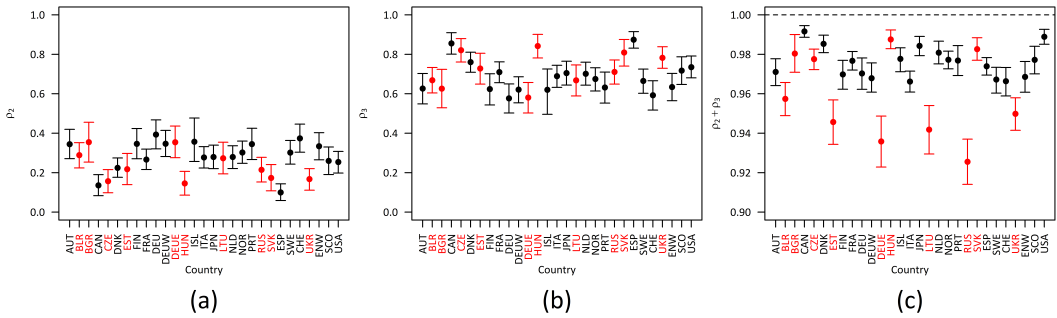 1.0
0.8
0.6
0.4
0.2
0.0
ρ2
AUT BLR BGR CAN CZE DNK EST FIN FRA DEU DEUW DEUE HUN ISL ITA JPN LTU NLD NOR PRT RUS SVK ESP SWE CHE UKR ENW SCO USA
Country
(a)
1.0
0.8
0.6
0.4
0.2
0.0
ρ3
AUT BLR BGR CAN CZE DNK EST FIN FRA DEU DEUW DEUE HUN ISL ITA JPN LTU NLD NOR PRT RUS SVK ESP SWE CHE UKR ENW SCO USA
Country
(b)
1.00
0.98
0.96
0.94
0.92
0.90
ρ2 + ρ3
AUT BLR BGR CAN CZE DNK EST FIN FRA DEU DEUW DEUE HUN ISL ITA JPN LTU NLD NOR PRT RUS SVK ESP SWE CHE UKR ENW SCO USA
Country
(c)